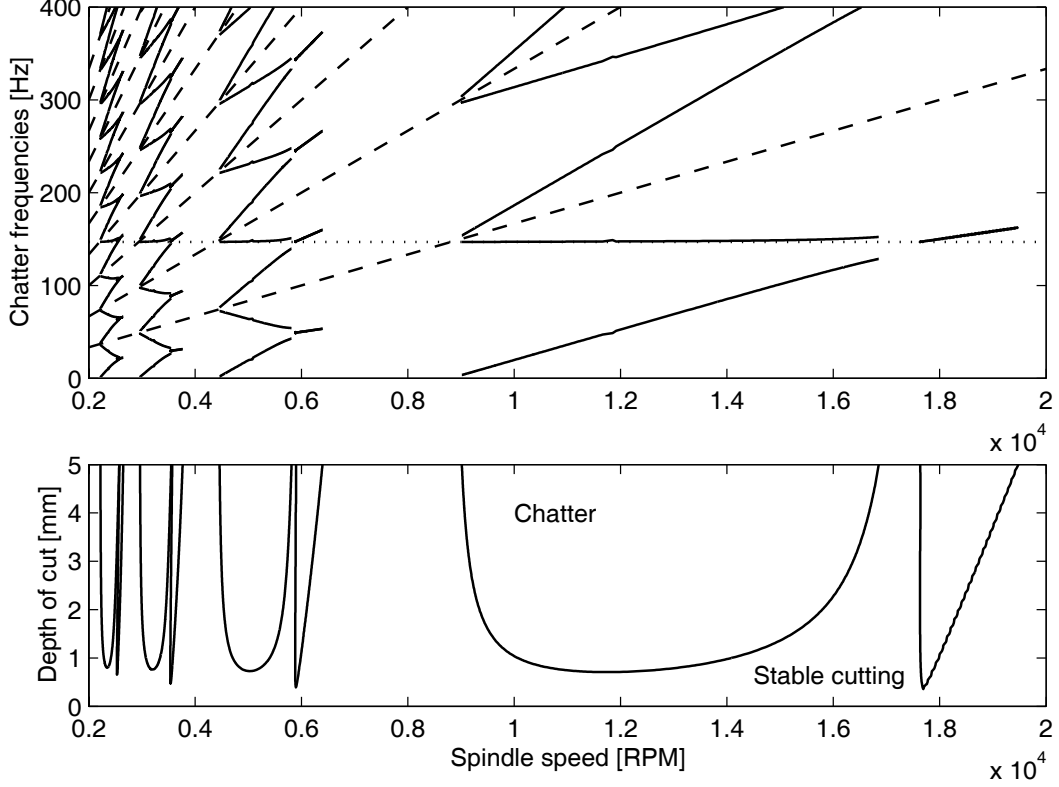 400
300
200
100
0
Chatter frequencies [Hz]
0.2 0.4 0.6 0.8 1 1.2 1.4 1.6 1.8 2
x 10^4
5
4
3
2
1
0
Depth of cut [mm]
Chatter
Stable cutting
0.2 0.4 0.6 0.8 1 1.2 1.4 1.6 1.8 2
Spindle speed [RPM]
x 10^4